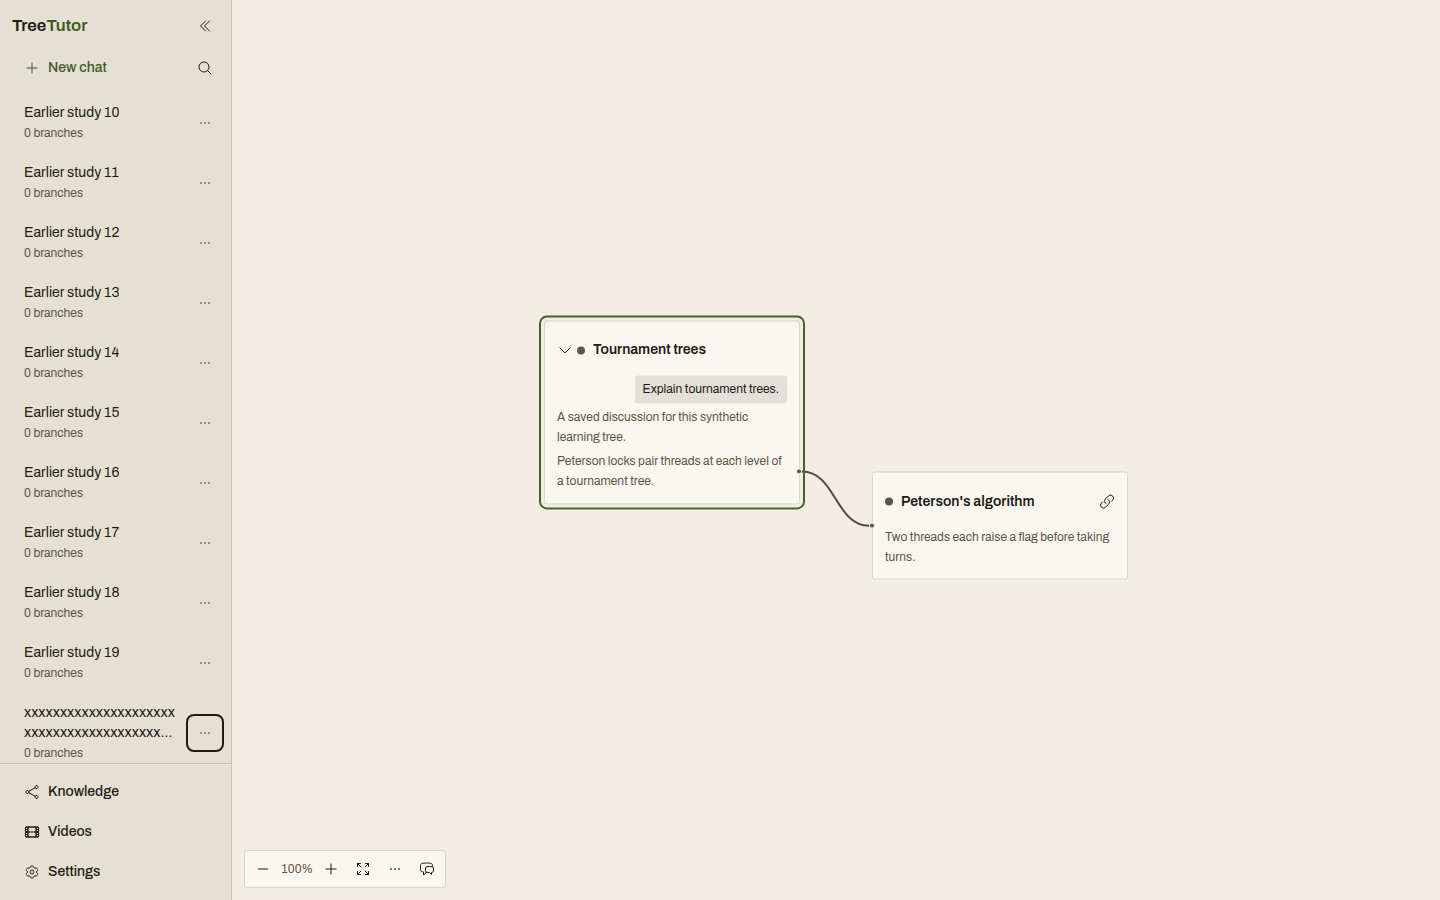 TreeTutor
New chat
Earlier study 10
0 branches
Earlier study 11
0 branches
Earlier study 12
0 branches
Earlier study 13
0 branches
Earlier study 14
0 branches
Earlier study 15
0 branches
Earlier study 16
0 branches
Earlier study 17
0 branches
Earlier study 18
0 branches
Earlier study 19
0 branches
xxxxxxxxxxxxxxxxxxxxx
xxxxxxxxxxxxxxxxxxx...
0 branches
Knowledge
Videos
Settings
Tournament trees
Explain tournament trees.
A saved discussion for this synthetic
learning tree.
Peterson locks pair threads at each level of
a tournament tree.
Peterson's algorithm
Two threads each raise a flag before taking
turns.
100%